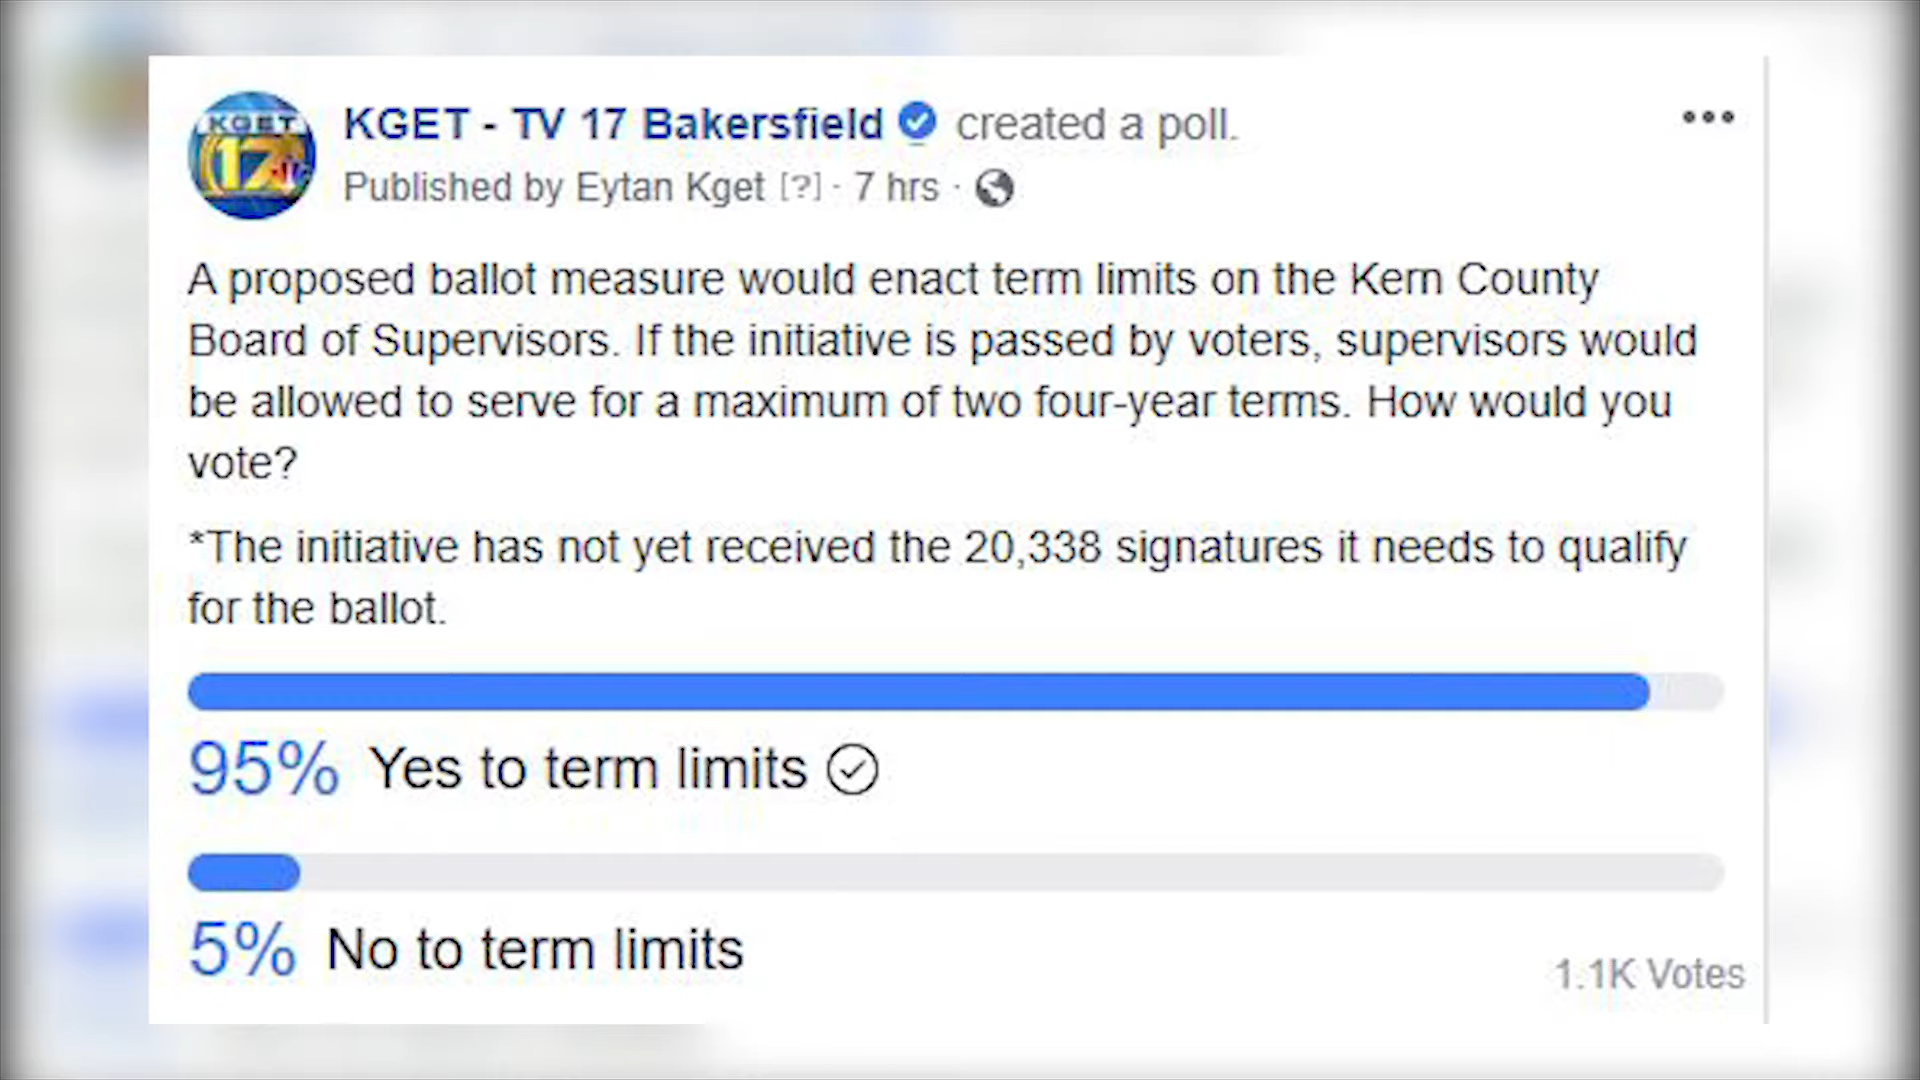 KGET
17
KGET - TV 17 Bakersfield created a poll.
Published by Eytan Kget [?] · 7 hrs ·
A proposed ballot measure would enact term limits on the Kern County
Board of Supervisors. If the initiative is passed by voters, supervisors would
be allowed to serve for a maximum of two four-year terms. How would you
vote?
*The initiative has not yet received the 20,338 signatures it needs to qualify
for the ballot.
95% Yes to term limits
5% No to term limits
1.1K Votes